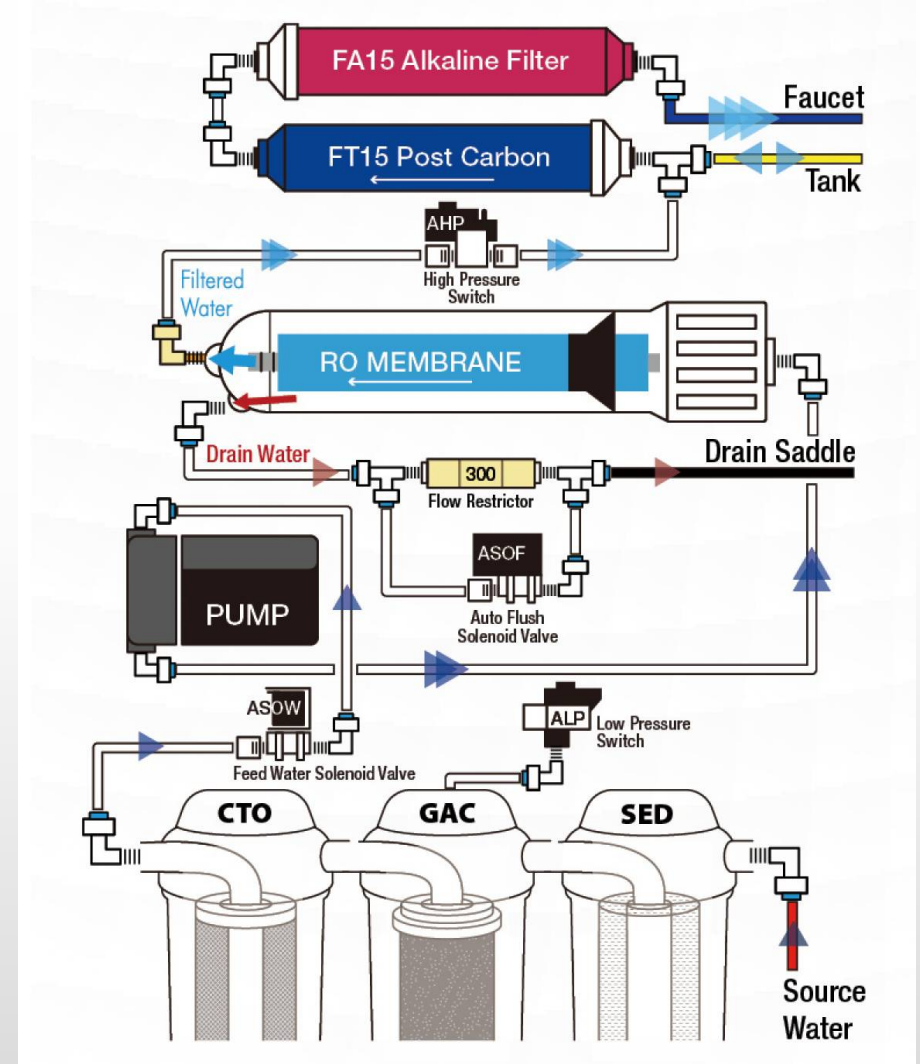 FA15 Alkaline Filter
Faucet
FT15 Post Carbon
Tank
AHP
High Pressure
Switch
Filtered
Water
RO MEMBRANE
Drain Water
Drain Saddle
300
Flow Restrictor
ASOF
Auto Flush
Solenoid Valve
PUMP
ASOW
Feed Water Solenoid Valve
ALP
Low Pressure
Switch
CTO
GAC
SED
Source
Water